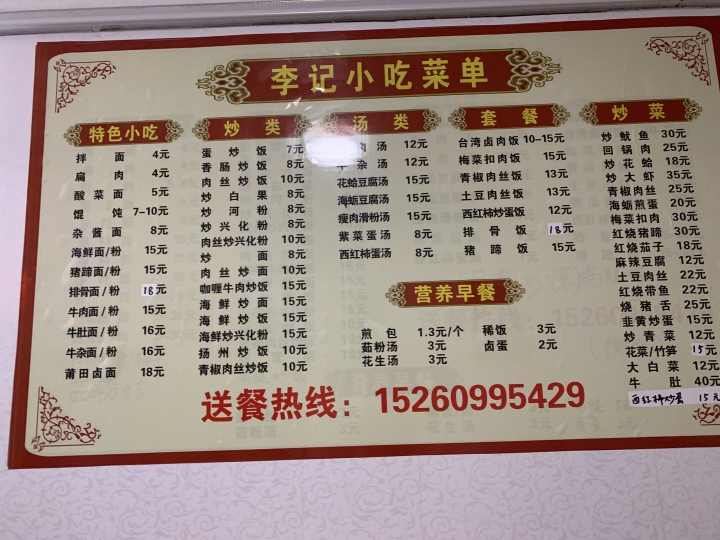 李记小吃菜单
特色小吃
拌面 4元
扁肉 4元
酸菜面 5元
馄饨 7-10元
杂酱面 8元
海鲜面/粉 15元
猪蹄面/粉 15元
排骨面/粉 18元
牛肉面/粉 15元
牛肚面/粉 16元
牛杂面/粉 16元
莆田卤面 18元
炒类
蛋炒饭 7元
香肠炒饭 8元
肉丝炒饭 10元
炒白果 8元
炒河粉 8元
炒兴化粉 8元
肉丝炒兴化粉 10元
炒面 8元
肉丝炒面 10元
咖喱牛肉炒饭 15元
海鲜炒面 15元
海鲜炒饭 15元
海鲜炒兴化粉 15元
扬州炒饭 10元
青椒肉丝炒饭 10元
汤类
肉汤 12元
牛杂汤 12元
花蛤豆腐汤 15元
海蛎豆腐汤 15元
瘦肉滑粉汤 15元
紫菜蛋汤 8元
西红柿蛋汤 8元
套餐
台湾卤肉饭 10-15元
梅菜扣肉饭 15元
青椒肉丝饭 13元
土豆肉丝饭 13元
西红柿炒蛋饭 12元
排骨饭 18元
猪蹄饭 15元
营养早餐
煎包 1.3元/个 稀饭 3元
茹粉汤 3元 卤蛋 2元
花生汤 3元
炒菜
炒鱿鱼 30元
回锅肉 25元
炒花蛤 18元
炒大虾 35元
青椒肉丝 25元
海蛎煎蛋 20元
梅菜扣肉 30元
红烧猪蹄 30元
红烧茄子 18元
麻辣豆腐 12元
土豆肉丝 22元
红烧带鱼 22元
烧猪舌 25元
韭黄炒蛋 15元
炒青菜 12元
花菜/竹笋 15元
大白菜 12元
牛肚 40元
西红柿炒蛋 15元
送餐热线：15260995429